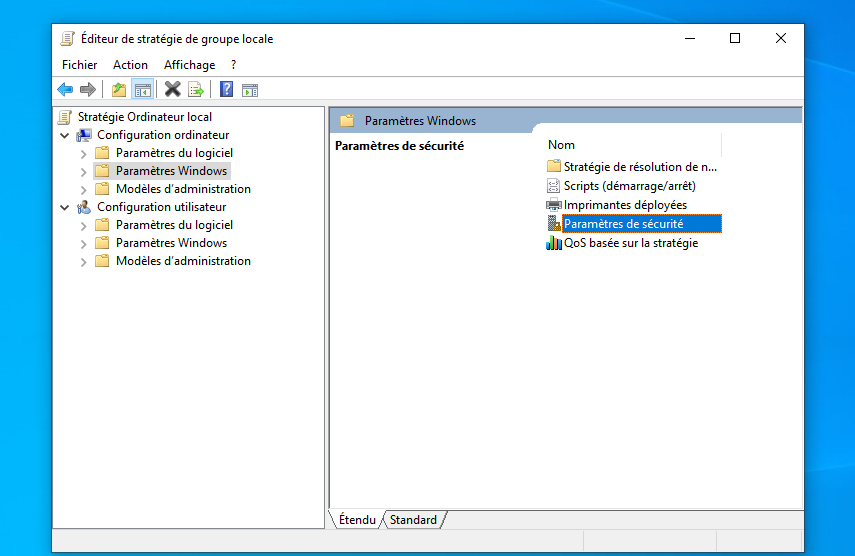 Éditeur de stratégie de groupe locale
Fichier Action Affichage ?
Stratégie Ordinateur local
Configuration ordinateur
Paramètres du logiciel
Paramètres Windows
Modèles d'administration
Configuration utilisateur
Paramètres du logiciel
Paramètres Windows
Modèles d'administration
Paramètres Windows
Paramètres de sécurité
Nom
Stratégie de résolution de n...
Scripts (démarrage/arrêt)
Imprimantes déployées
Paramètres de sécurité
QoS basée sur la stratégie
Étendu Standard